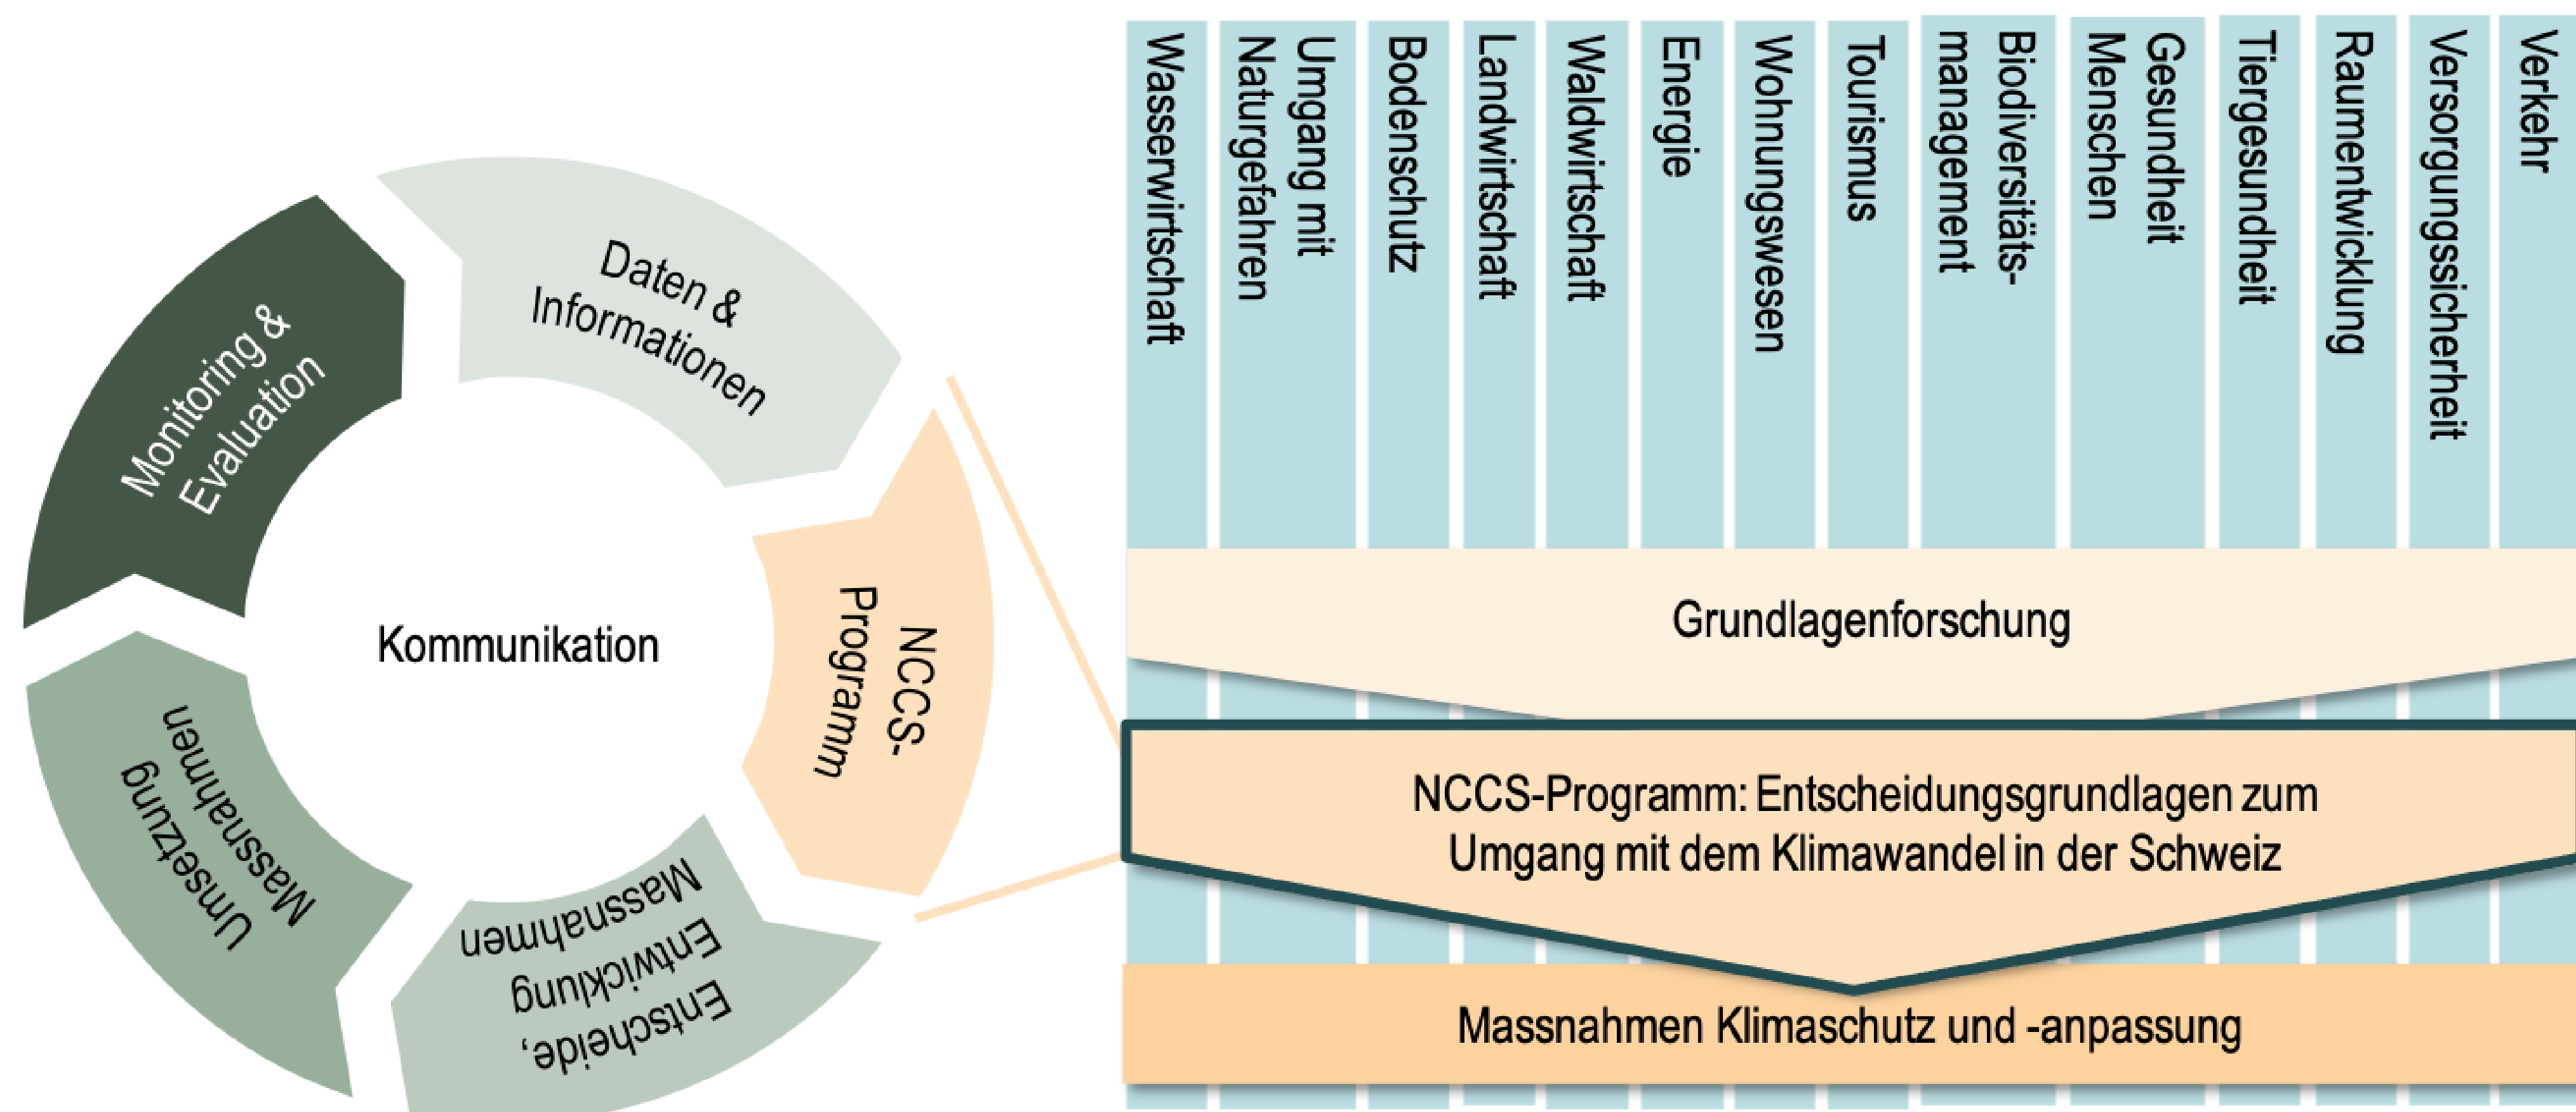 Daten &
Informationen
NCCS-
Programm
Entscheide,
Entwicklung
Massnahmen
Umsetzung
Massnahmen
Monitoring &
Evaluation
Kommunikation
Wasserwirtschaft
Umgang mit
Naturgefahren
Bodenschutz
Landwirtschaft
Waldwirtschaft
Energie
Wohnungswesen
Tourismus
Biodiversitäts-
management
Gesundheit
Menschen
Tiergesundheit
Raumentwicklung
Versorgungssicherheit
Verkehr
Grundlagenforschung
NCCS-Programm: Entscheidungsgrundlagen zum
Umgang mit dem Klimawandel in der Schweiz
Massnahmen Klimaschutz und -anpassung